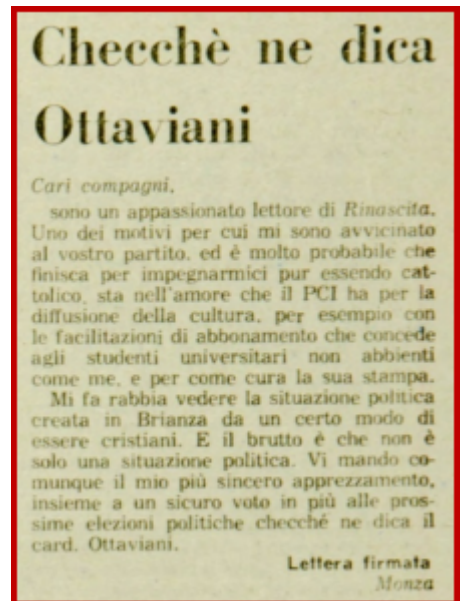 Checchè ne dica
Ottaviani
Cari compagni,
sono un appassionato lettore di Rinascita.
Uno dei motivi per cui mi sono avvicinato
al vostro partito, ed è molto probabile che
finisca per impegnarmici pur essendo cat-
tolico, sta nell'amore che il PCI ha per la
diffusione della cultura, per esempio con
le facilitazioni di abbonamento che concede
agli studenti universitari non abbienti
come me, e per come cura la sua stampa.
Mi fa rabbia vedere la situazione politica
creata in Brianza da un certo modo di
essere cristiani. E il brutto è che non è
solo una situazione politica. Vi mando co-
munque il mio più sincero apprezzamento,
insieme a un sicuro voto in più alle pros-
sime elezioni politiche checché ne dica il
card. Ottaviani.
Lettera firmata
Monza